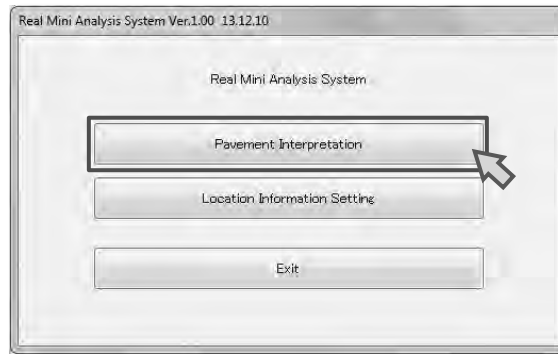 Real Mini Analysis System Ver.1.00 13.12.10
Real Mini Analysis System
Pavement Interpretation
Location Information Setting
Exit